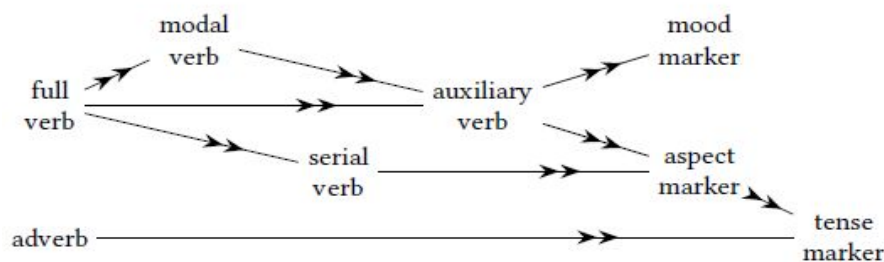 modal
verb
mood
marker
full
verb
auxiliary
verb
serial
verb
aspect
marker
adverb
tense
marker